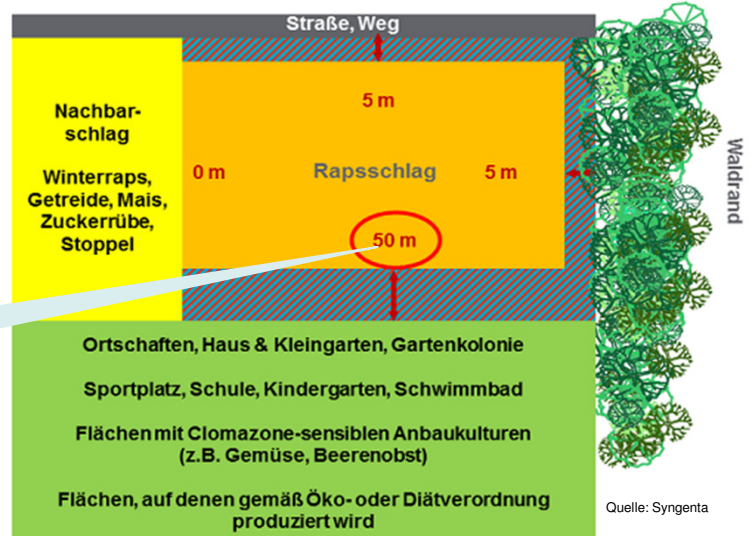 Straße, Weg
Nachbar-
schlag
Winterraps,
Getreide, Mais,
Zuckerrübe,
Stoppel
5 m
0 m
Rapsschlag
5 m
50 m
Waldrand
Ortschaften, Haus & Kleingarten, Gartenkolonie
Sportplatz, Schule, Kindergarten, Schwimmbad
Flächen mit Clomazone-sensiblen Anbaukulturen
(z.B. Gemüse, Beerenobst)
Flächen, auf denen gemäß Öko- oder Diätverordnung
produziert wird
Quelle: Syngenta